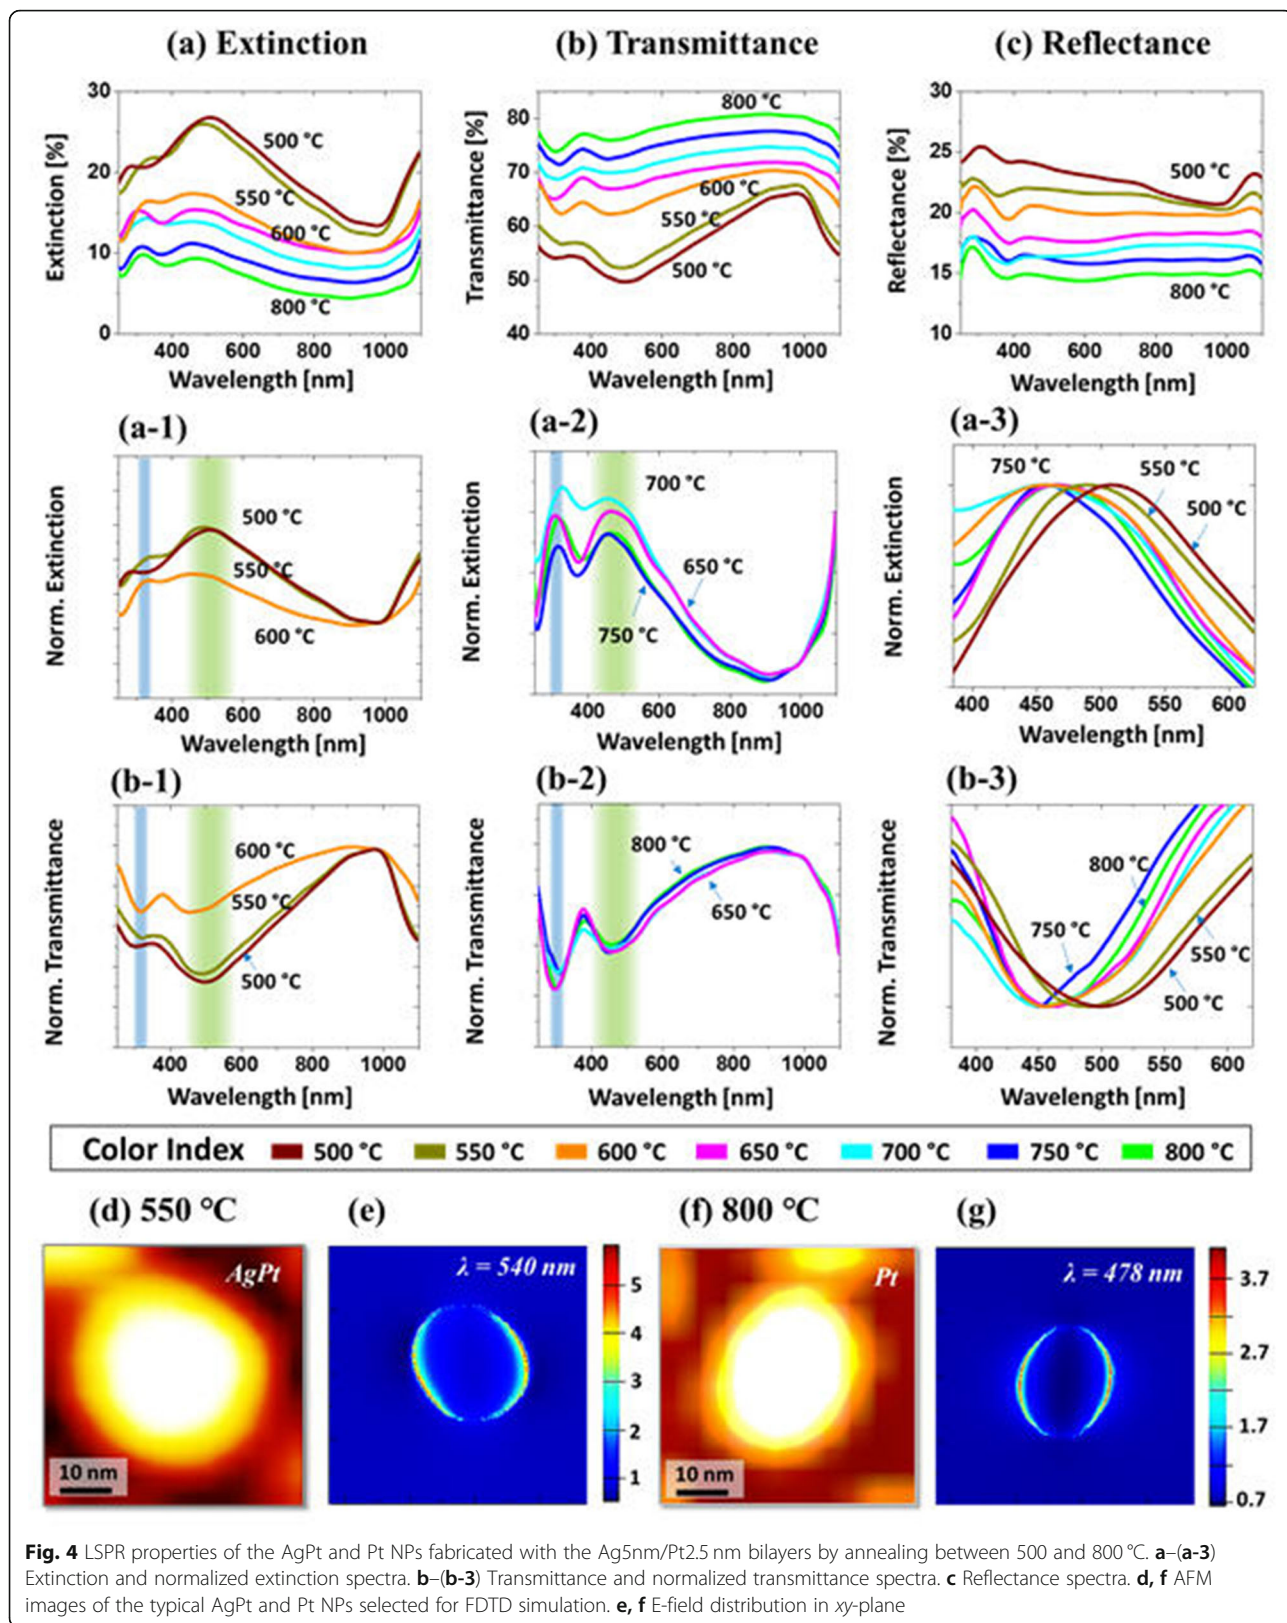 (a) Extinction
(b) Transmittance
(c) Reflectance
Extinction [%]
30
20
10
0
500 °C
550 °C
600 °C
800 °C
400 600 800 1000
Wavelength [nm]
Transmittance [%]
80
70
60
50
40
800 °C
600 °C
550 °C
500 °C
400 600 800 1000
Wavelength [nm]
Reflectance [%]
30
25
20
15
10
500 °C
800 °C
400 600 800 1000
Wavelength [nm]
(a-1)
Norm. Extinction
500 °C
550 °C
600 °C
400 600 800 1000
Wavelength [nm]
(a-2)
Norm. Extinction
700 °C
650 °C
750 °C
400 600 800 1000
Wavelength [nm]
(a-3)
Norm. Extinction
750 °C
550 °C
500 °C
400 450 500 550 600
Wavelength [nm]
(b-1)
Norm. Transmittance
600 °C
550 °C
500 °C
400 600 800 1000
Wavelength [nm]
(b-2)
Norm. Transmittance
800 °C
650 °C
400 600 800 1000
Wavelength [nm]
(b-3)
Norm. Transmittance
800 °C
750 °C
550 °C
500 °C
400 450 500 550 600
Wavelength [nm]
Color Index 500 °C 550 °C 600 °C 650 °C 700 °C 750 °C 800 °C
(d) 550 °C
AgPt
10 nm
(e)
λ = 540 nm
5
4
3
2
1
(f) 800 °C
Pt
10 nm
(g)
λ = 478 nm
3.7
2.7
1.7
0.7
Fig. 4 LSPR properties of the AgPt and Pt NPs fabricated with the Ag5nm/Pt2.5 nm bilayers by annealing between 500 and 800 °C. a–(a-3)
Extinction and normalized extinction spectra. b–(b-3) Transmittance and normalized transmittance spectra. c Reflectance spectra. d, f AFM
images of the typical AgPt and Pt NPs selected for FDTD simulation. e, f E-field distribution in xy-plane